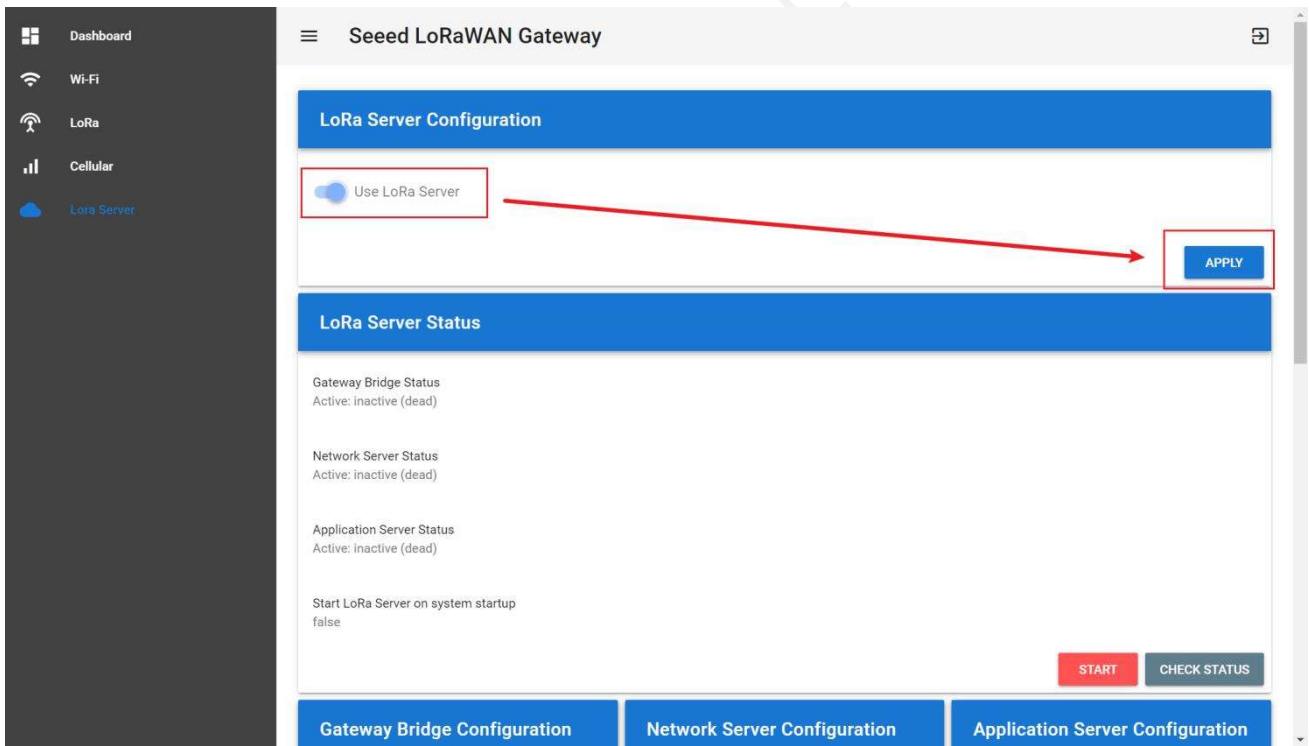 Dashboard
Wi-Fi
LoRa
Cellular
Lora Server
Seeed LoRaWAN Gateway
LoRa Server Configuration
Use LoRa Server
APPLY
LoRa Server Status
Gateway Bridge Status
Active: inactive (dead)
Network Server Status
Active: inactive (dead)
Application Server Status
Active: inactive (dead)
Start LoRa Server on system startup
false
START CHECK STATUS
Gateway Bridge Configuration Network Server Configuration Application Server Configuration